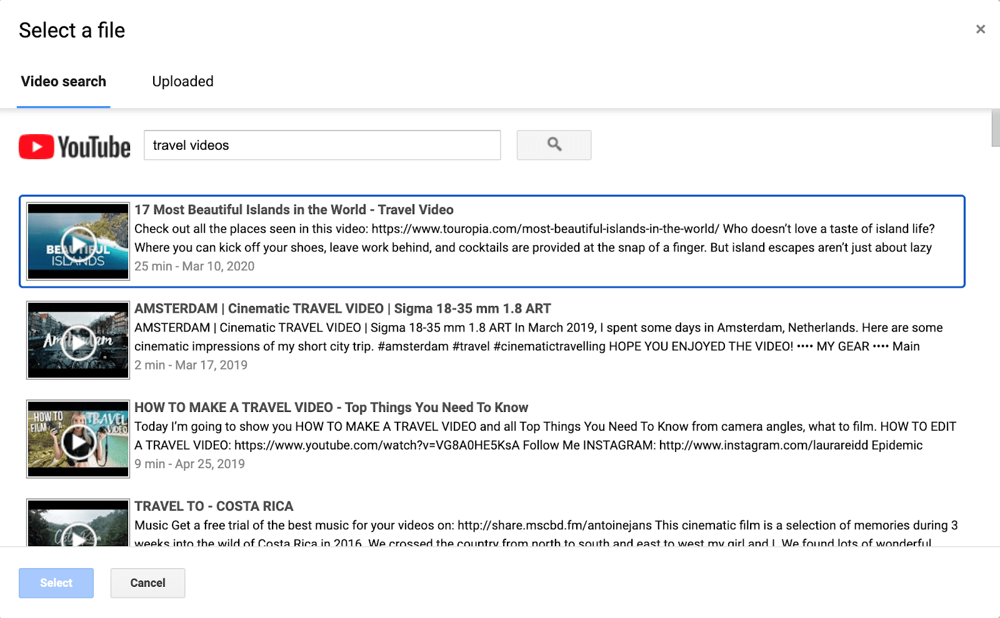 Select a file
×
Video search
Uploaded
YouTube
travel videos
BEAUTIFUL
ISLANDS
17 Most Beautiful Islands in the World - Travel Video
Check out all the places seen in this video: https://www.touropia.com/most-beautiful-islands-in-the-world/ Who doesn’t love a taste of island life?
Where you can kick off your shoes, leave work behind, and cocktails are provided at the snap of a finger. But island escapes aren’t just about lazy
25 min - Mar 10, 2020
Amsterdam
AMSTERDAM | Cinematic TRAVEL VIDEO | Sigma 18-35 mm 1.8 ART
AMSTERDAM | Cinematic TRAVEL VIDEO | Sigma 18-35 mm 1.8 ART In March 2019, I spent some days in Amsterdam, Netherlands. Here are some
cinematic impressions of my short city trip. #amsterdam #travel #cinematictravelling HOPE YOU ENJOYED THE VIDEO! •••• MY GEAR •••• Main
2 min - Mar 17, 2019
HOW TO
FILM A
TRAVEL
VIDEO
HOW TO MAKE A TRAVEL VIDEO - Top Things You Need To Know
Today I’m going to show you HOW TO MAKE A TRAVEL VIDEO and all Top Things You Need To Know from camera angles, what to film. HOW TO EDIT
A TRAVEL VIDEO: https://www.youtube.com/watch?v=VG8A0HE5KsA Follow Me INSTAGRAM: http://www.instagram.com/laurareidd Epidemic
9 min - Apr 25, 2019
Costa Rica
TRAVEL TO - COSTA RICA
Music Get a free trial of the best music for your videos on: http://share.mscbd.fm/antoinejans This cinematic film is a selection of memories during 3
weeks into the wild of Costa Rica in 2016. We crossed the country from north to south and east to west my girl and I. We found lots of wonderful
Select
Cancel